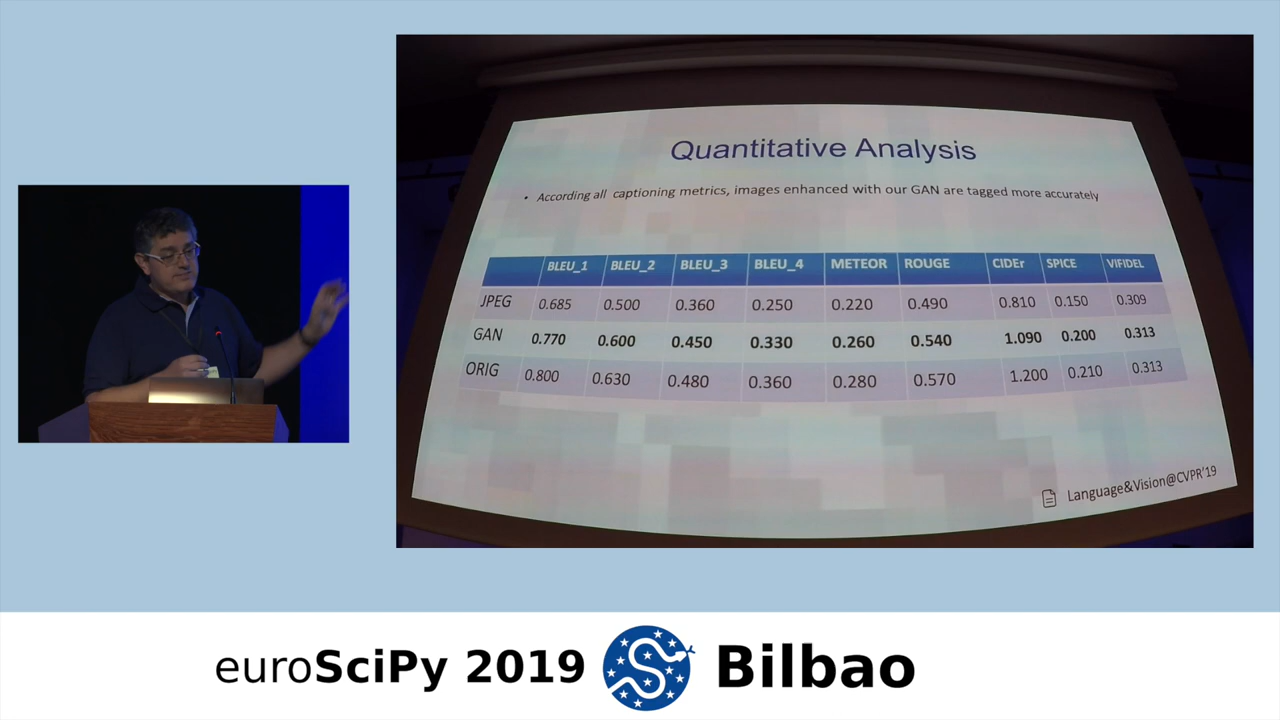 Quantitative Analysis
• According all captioning metrics, images enhanced with our GAN are tagged more accurately
BLEU_1 BLEU_2 BLEU_3 BLEU_4 METEOR ROUGE CIDEr SPICE VIFIDEL
JPEG 0.685 0.500 0.360 0.250 0.220 0.490 0.810 0.150 0.309
GAN 0.770 0.600 0.450 0.330 0.260 0.540 1.090 0.200 0.313
ORIG 0.800 0.630 0.480 0.360 0.280 0.570 1.200 0.210 0.313
Language&Vision@CVPR'19
euroSciPy 2019 Bilbao